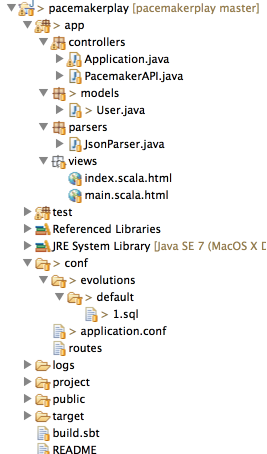 > pacemakerplay [pacemakerplay master]
> app
controllers
Application.java
PacemakerAPI.java
> models
> User.java
parsers
JsonParser.java
views
index.scala.html
main.scala.html
test
Referenced Libraries
JRE System Library [Java SE 7 (MacOS X D
> conf
> evolutions
> default
> 1.sql
> application.conf
routes
logs
project
public
target
build.sbt
README